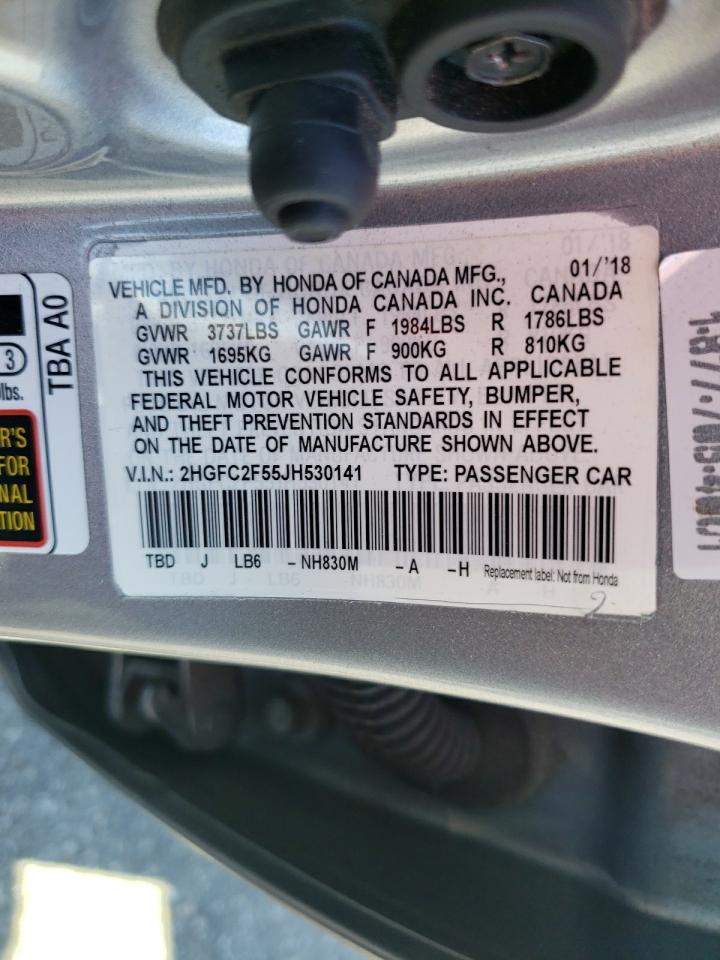 VEHICLE MFD. BY HONDA OF CANADA MFG., 01/'18
A DIVISION OF HONDA CANADA INC. CANADA
GVWR 3737LBS GAWR F 1984LBS R 1786LBS
GVWR 1695KG GAWR F 900KG R 810KG
THIS VEHICLE CONFORMS TO ALL APPLICABLE
FEDERAL MOTOR VEHICLE SAFETY, BUMPER,
AND THEFT PREVENTION STANDARDS IN EFFECT
ON THE DATE OF MANUFACTURE SHOWN ABOVE.
V.I.N.: 2HGFC2F55JH530141 TYPE: PASSENGER CAR
TBD J LB6 -NH830M -A -H Replacement label: Not from Honda
2
TBA A0
3
lbs.
R'S
FOR
NAL
TION